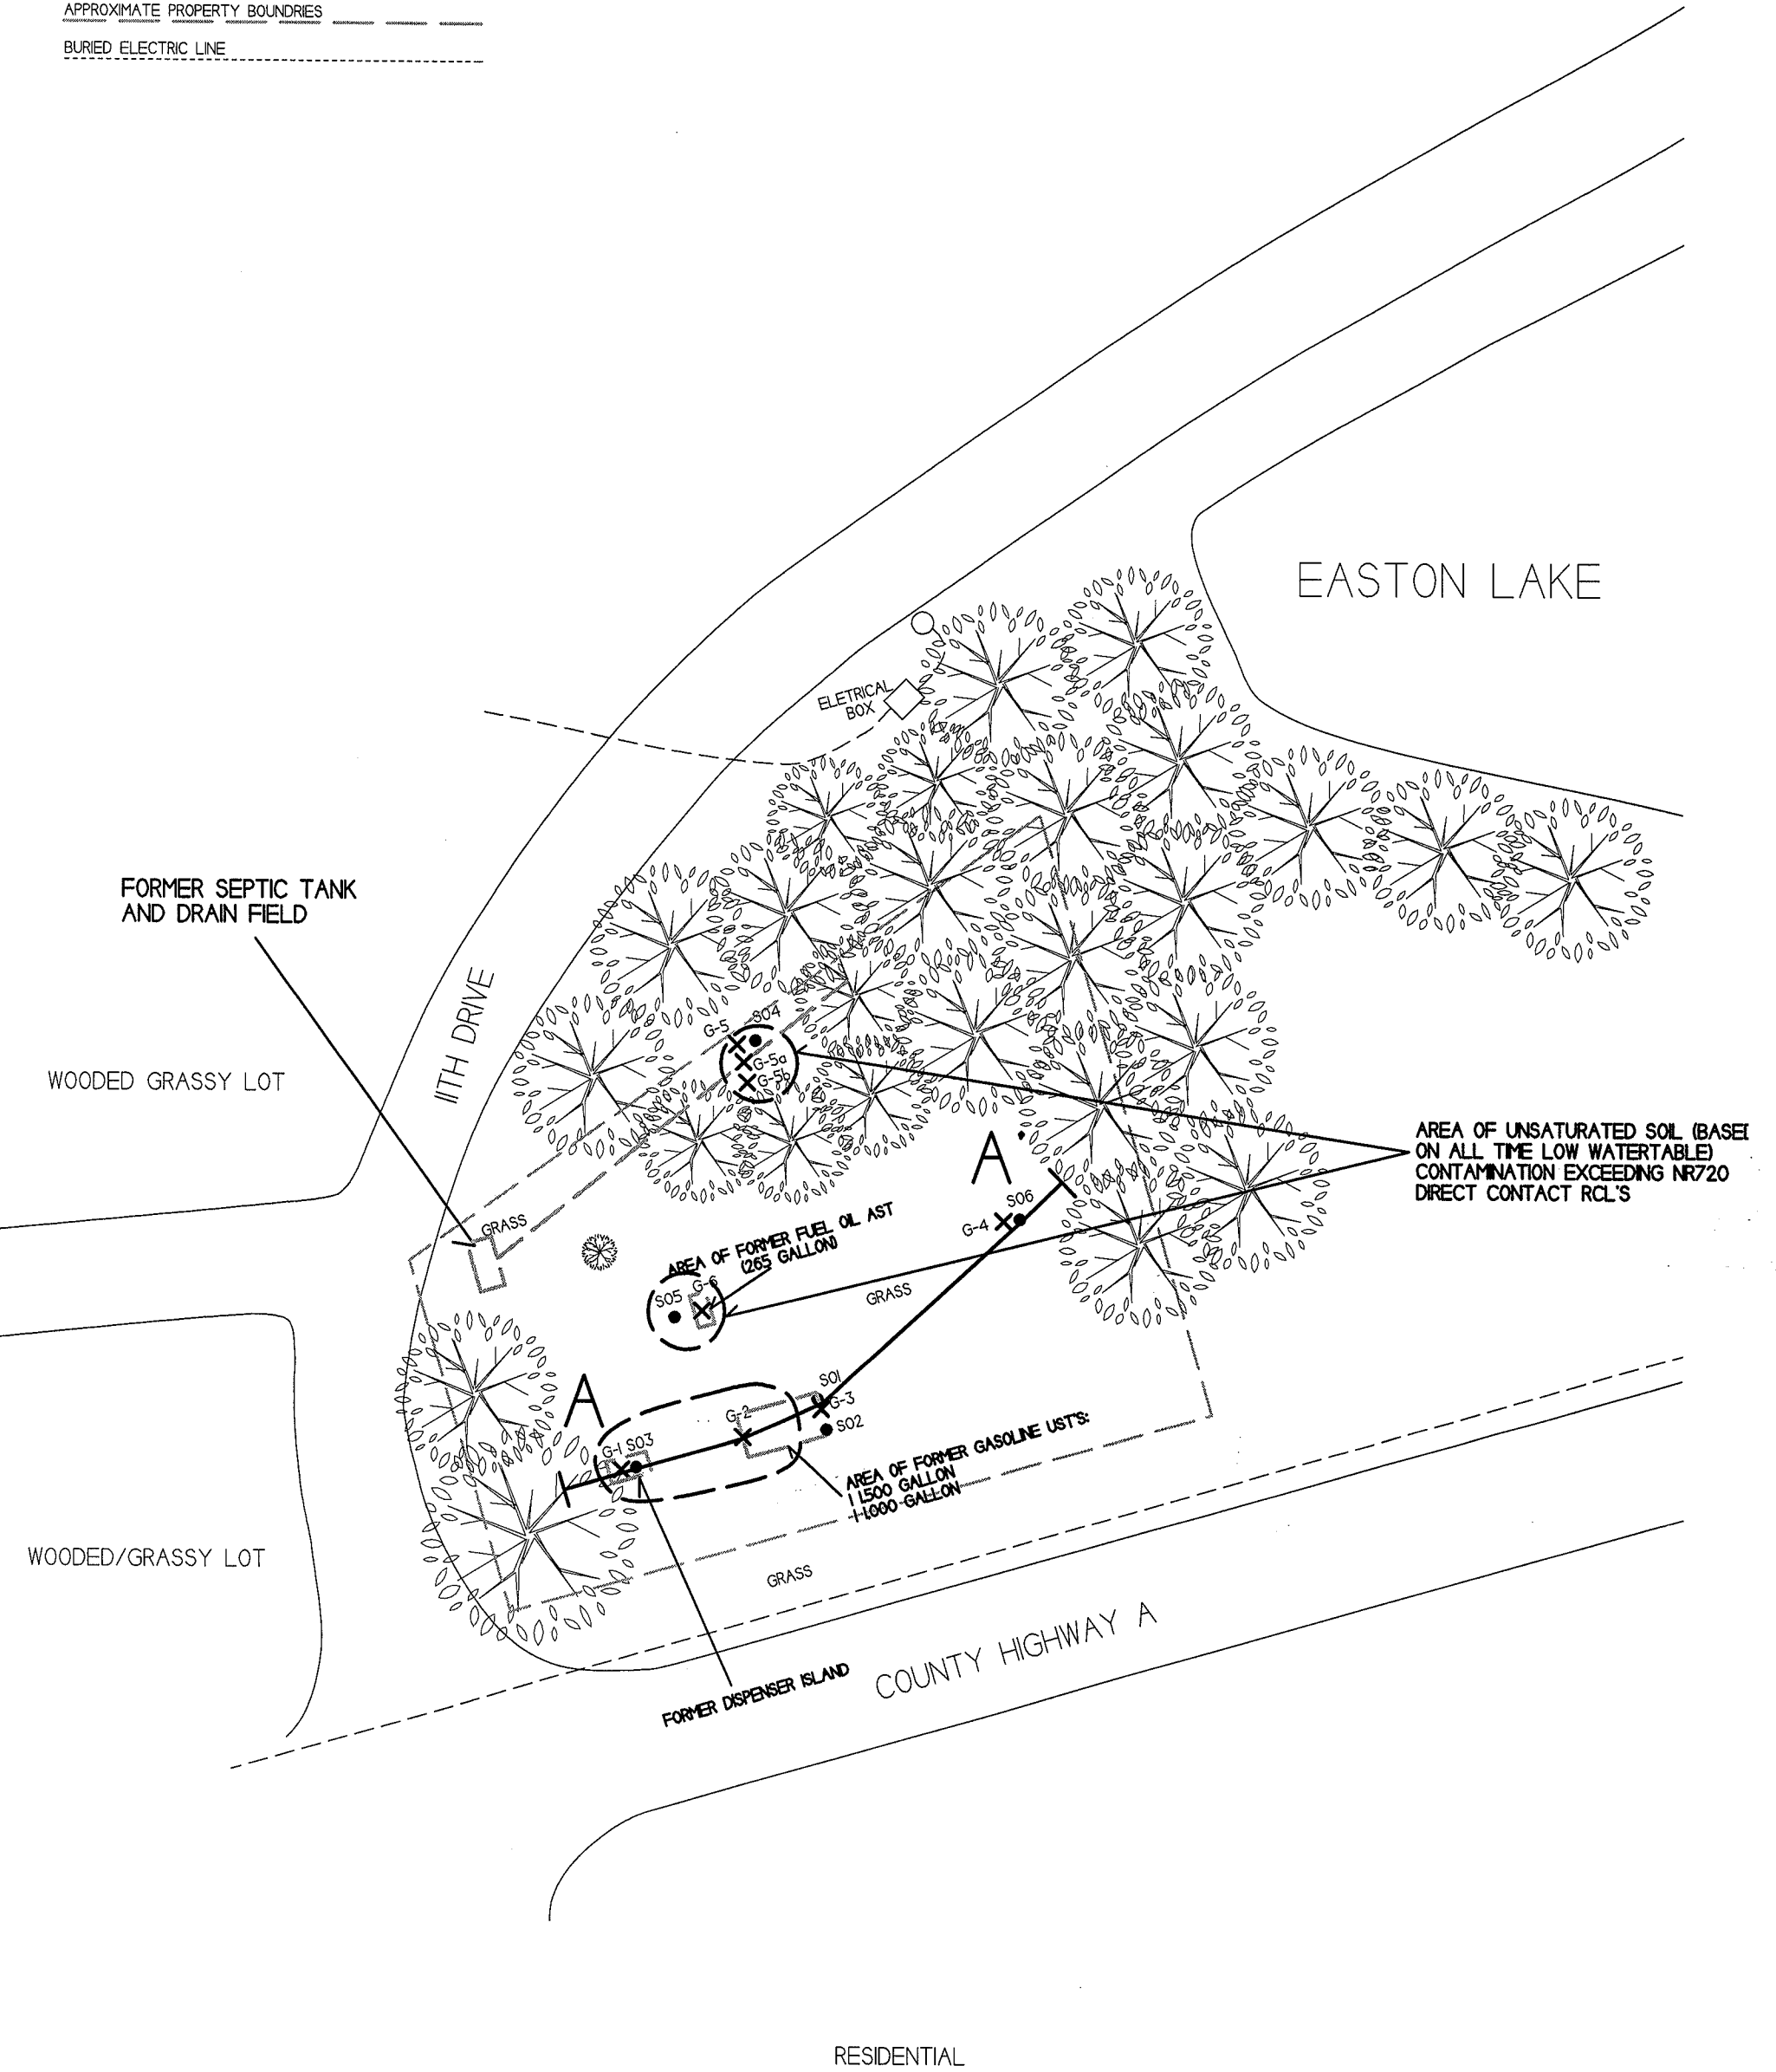 APPROXIMATE PROPERTY BOUNDRIES
BURIED ELECTRIC LINE
EASTON LAKE
ELETRICAL
BOX
FORMER SEPTIC TANK
AND DRAIN FIELD
11TH DRIVE
WOODED GRASSY LOT
G-5
S04
G-5a
G-5b
AREA OF UNSATURATED SOIL (BASED
ON ALL TIME LOW WATERTABLE)
CONTAMINATION EXCEEDING NR720
DIRECT CONTACT RCL'S
A'
S06
G-4
GRASS
AREA OF FORMER FUEL OIL AST
(265 GALLON)
G-6
S05
GRASS
A
S01
G-3
G-2
S02
G-1 S03
AREA OF FORMER GASOLINE UST'S:
1 1,500 GALLON
1-1,000-GALLON
WOODED/GRASSY LOT
GRASS
COUNTY HIGHWAY A
FORMER DISPENSER ISLAND
RESIDENTIAL